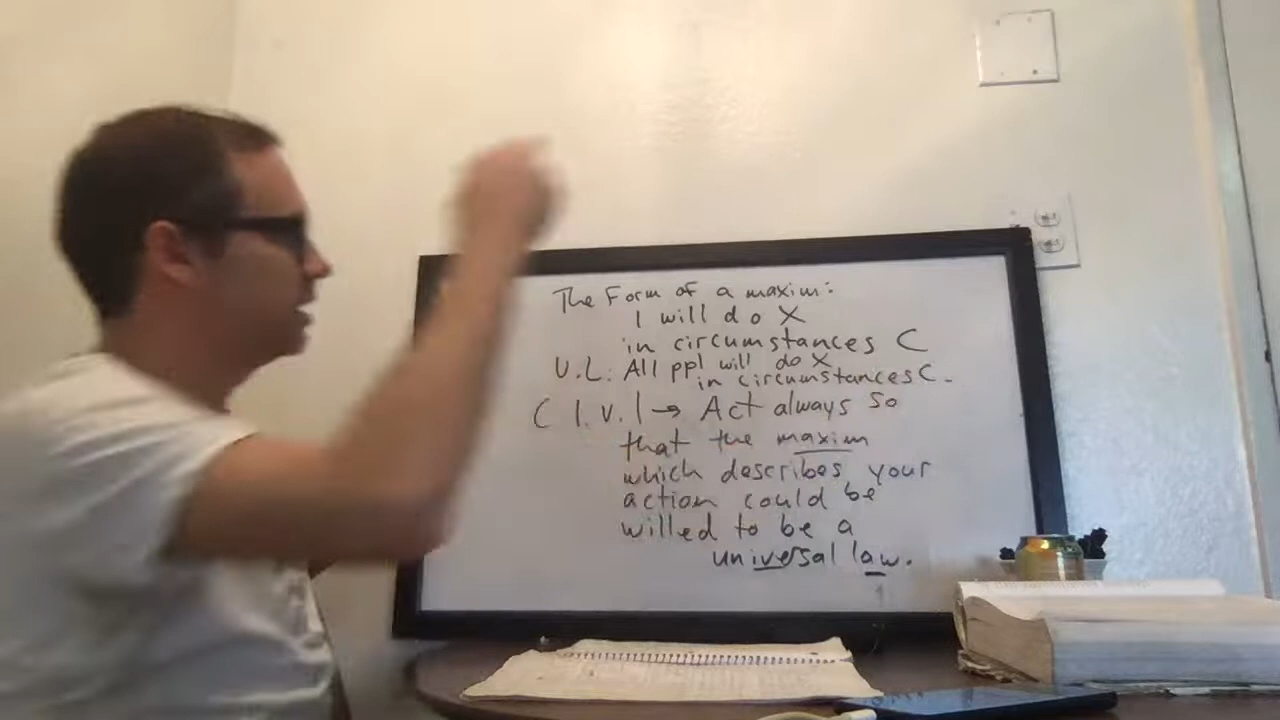 The Form of a maxim:
I will do X
in circumstances C
U.L: All ppl will do X
in circumstances C.
C I.v.1 → Act always so
that the maxim
which describes your
action could be
willed to be a
universal law.